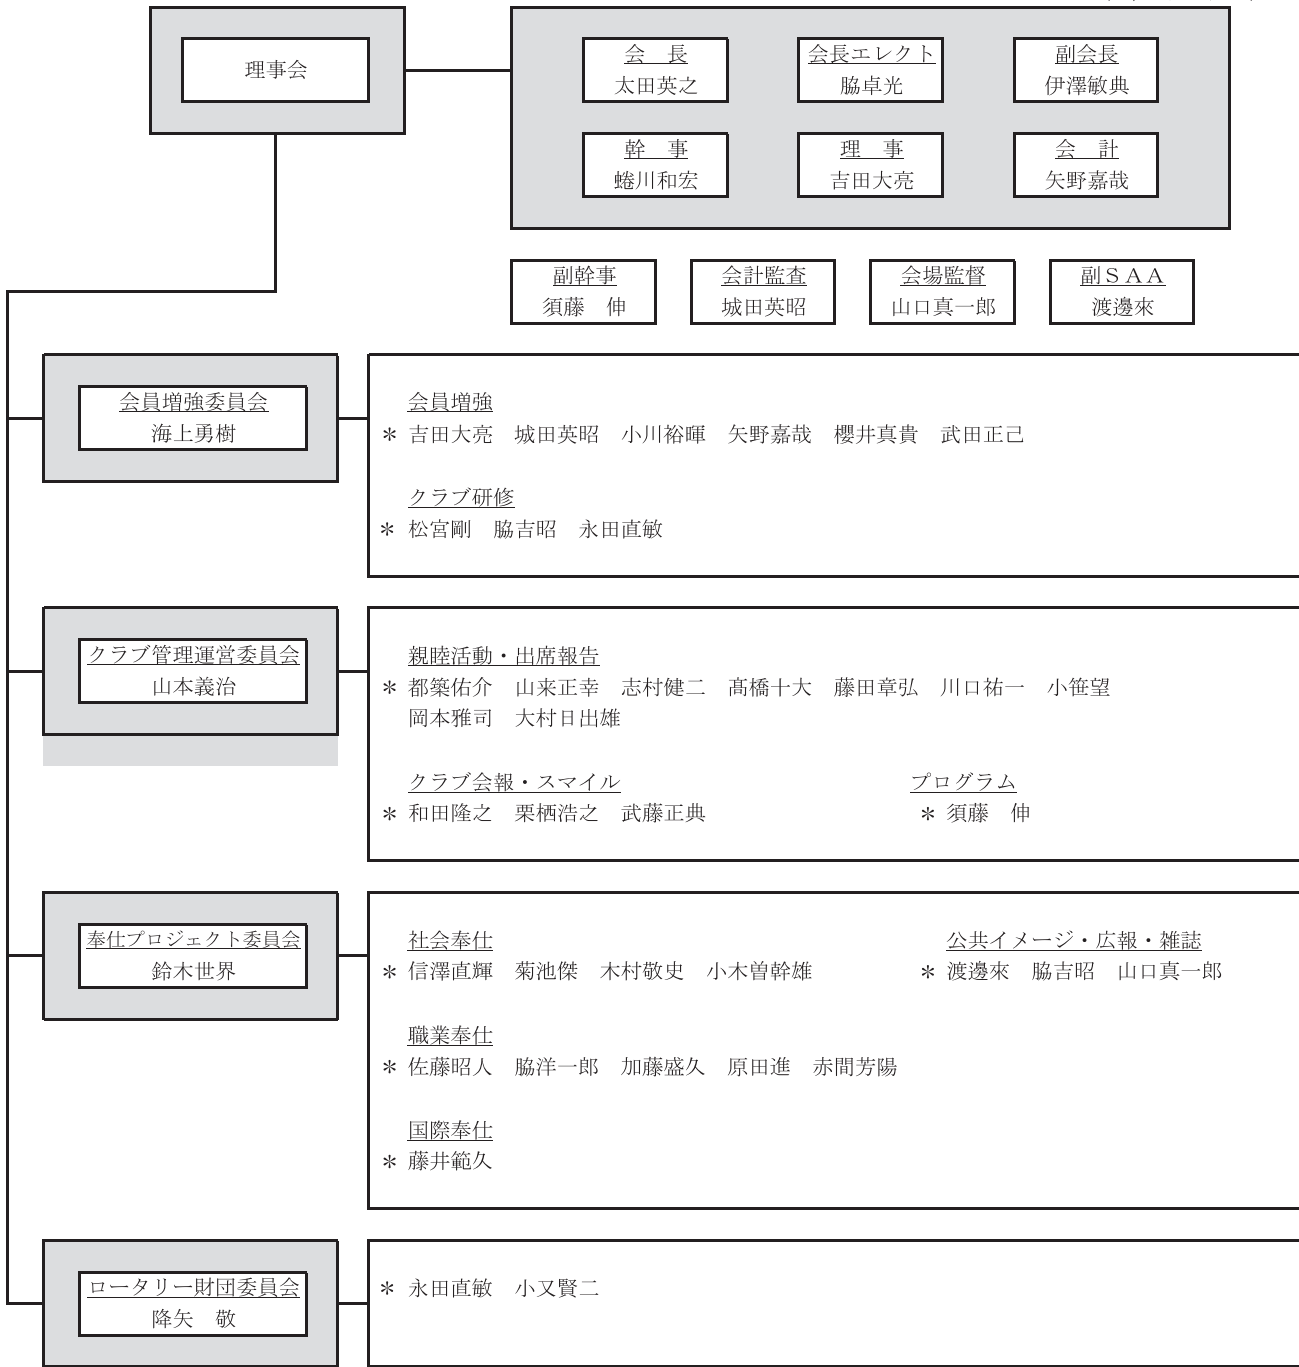 理事会
会　長
太田英之
会長エレクト
脇卓光
副会長
伊澤敏典
幹　事
蜷川和宏
理　事
吉田大亮
会　計
矢野嘉哉
副幹事
須藤　伸
会計監査
城田英昭
会場監督
山口真一郎
副ＳＡＡ
渡邊來
会員増強委員会
海上勇樹
会員増強
＊ 吉田大亮　城田英昭　小川裕暉　矢野嘉哉　櫻井真貴　武田正己
クラブ研修
＊ 松宮剛　脇吉昭　永田直敏
クラブ管理運営委員会
山本義治
親睦活動・出席報告
＊ 都築佑介　山来正幸　志村健二　髙橋十大　藤田章弘　川口祐一　小笹望
岡本雅司　大村日出雄
クラブ会報・スマイル
＊ 和田隆之　栗栖浩之　武藤正典
プログラム
＊ 須藤　伸
奉仕プロジェクト委員会
鈴木世界
社会奉仕
＊ 信澤直輝　菊池傑　木村敬史　小木曽幹雄
公共イメージ・広報・雑誌
＊ 渡邊來　脇吉昭　山口真一郎
職業奉仕
＊ 佐藤昭人　脇洋一郎　加藤盛久　原田進　赤間芳陽
国際奉仕
＊ 藤井範久
ロータリー財団委員会
降矢　敬
＊ 永田直敏　小又賢二